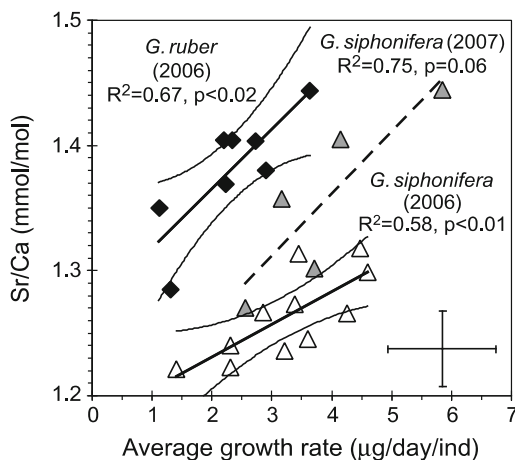 1.5
1.4
1.3
1.2
Sr/Ca (mmol/mol)
G. ruber
(2006)
R²=0.67, p<0.02
G. siphonifera (2007)
R²=0.75, p=0.06
G. siphonifera
(2006)
R²=0.58, p<0.01
0 1 2 3 4 5 6 7 8
Average growth rate (µg/day/ind)